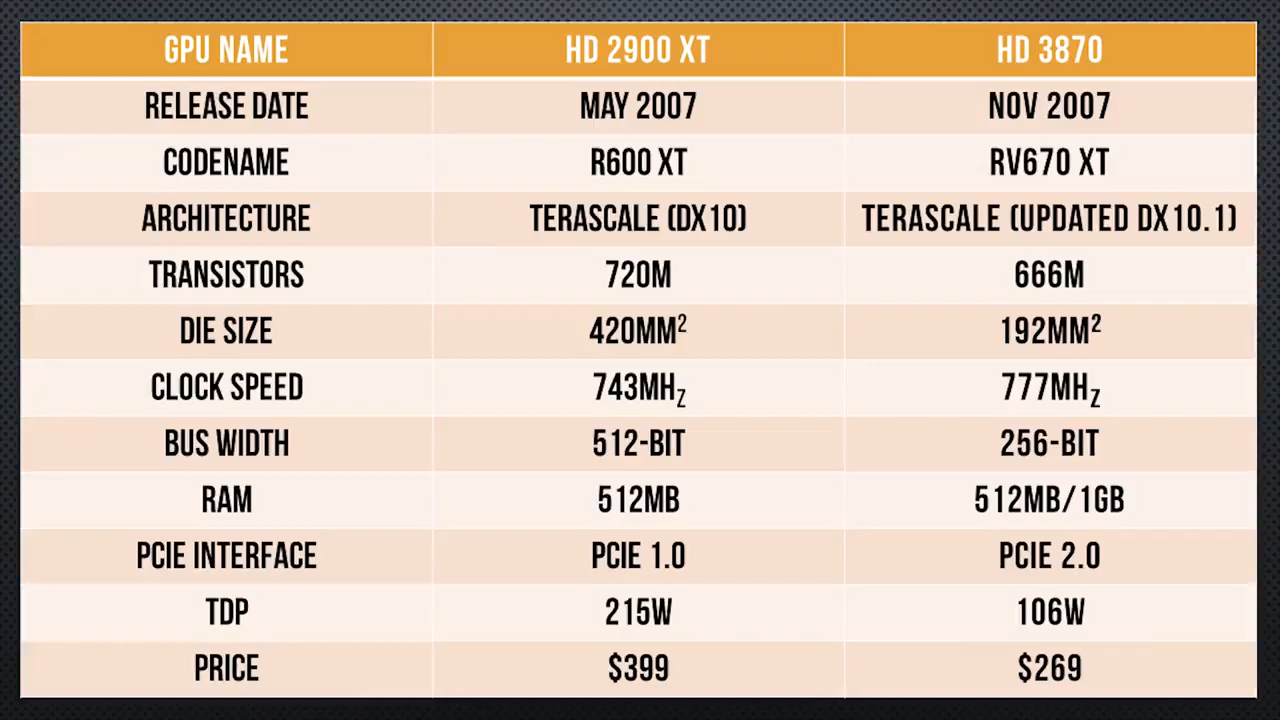 GPU NAME HD 2900 XT HD 3870
RELEASE DATE MAY 2007 NOV 2007
CODENAME R600 XT RV670 XT
ARCHITECTURE TERASCALE (DX10) TERASCALE (UPDATED DX10.1)
TRANSISTORS 720M 666M
DIE SIZE 420MM² 192MM²
CLOCK SPEED 743MHz 777MHz
BUS WIDTH 512-BIT 256-BIT
RAM 512MB 512MB/1GB
PCIE INTERFACE PCIE 1.0 PCIE 2.0
TDP 215W 106W
PRICE $399 $269